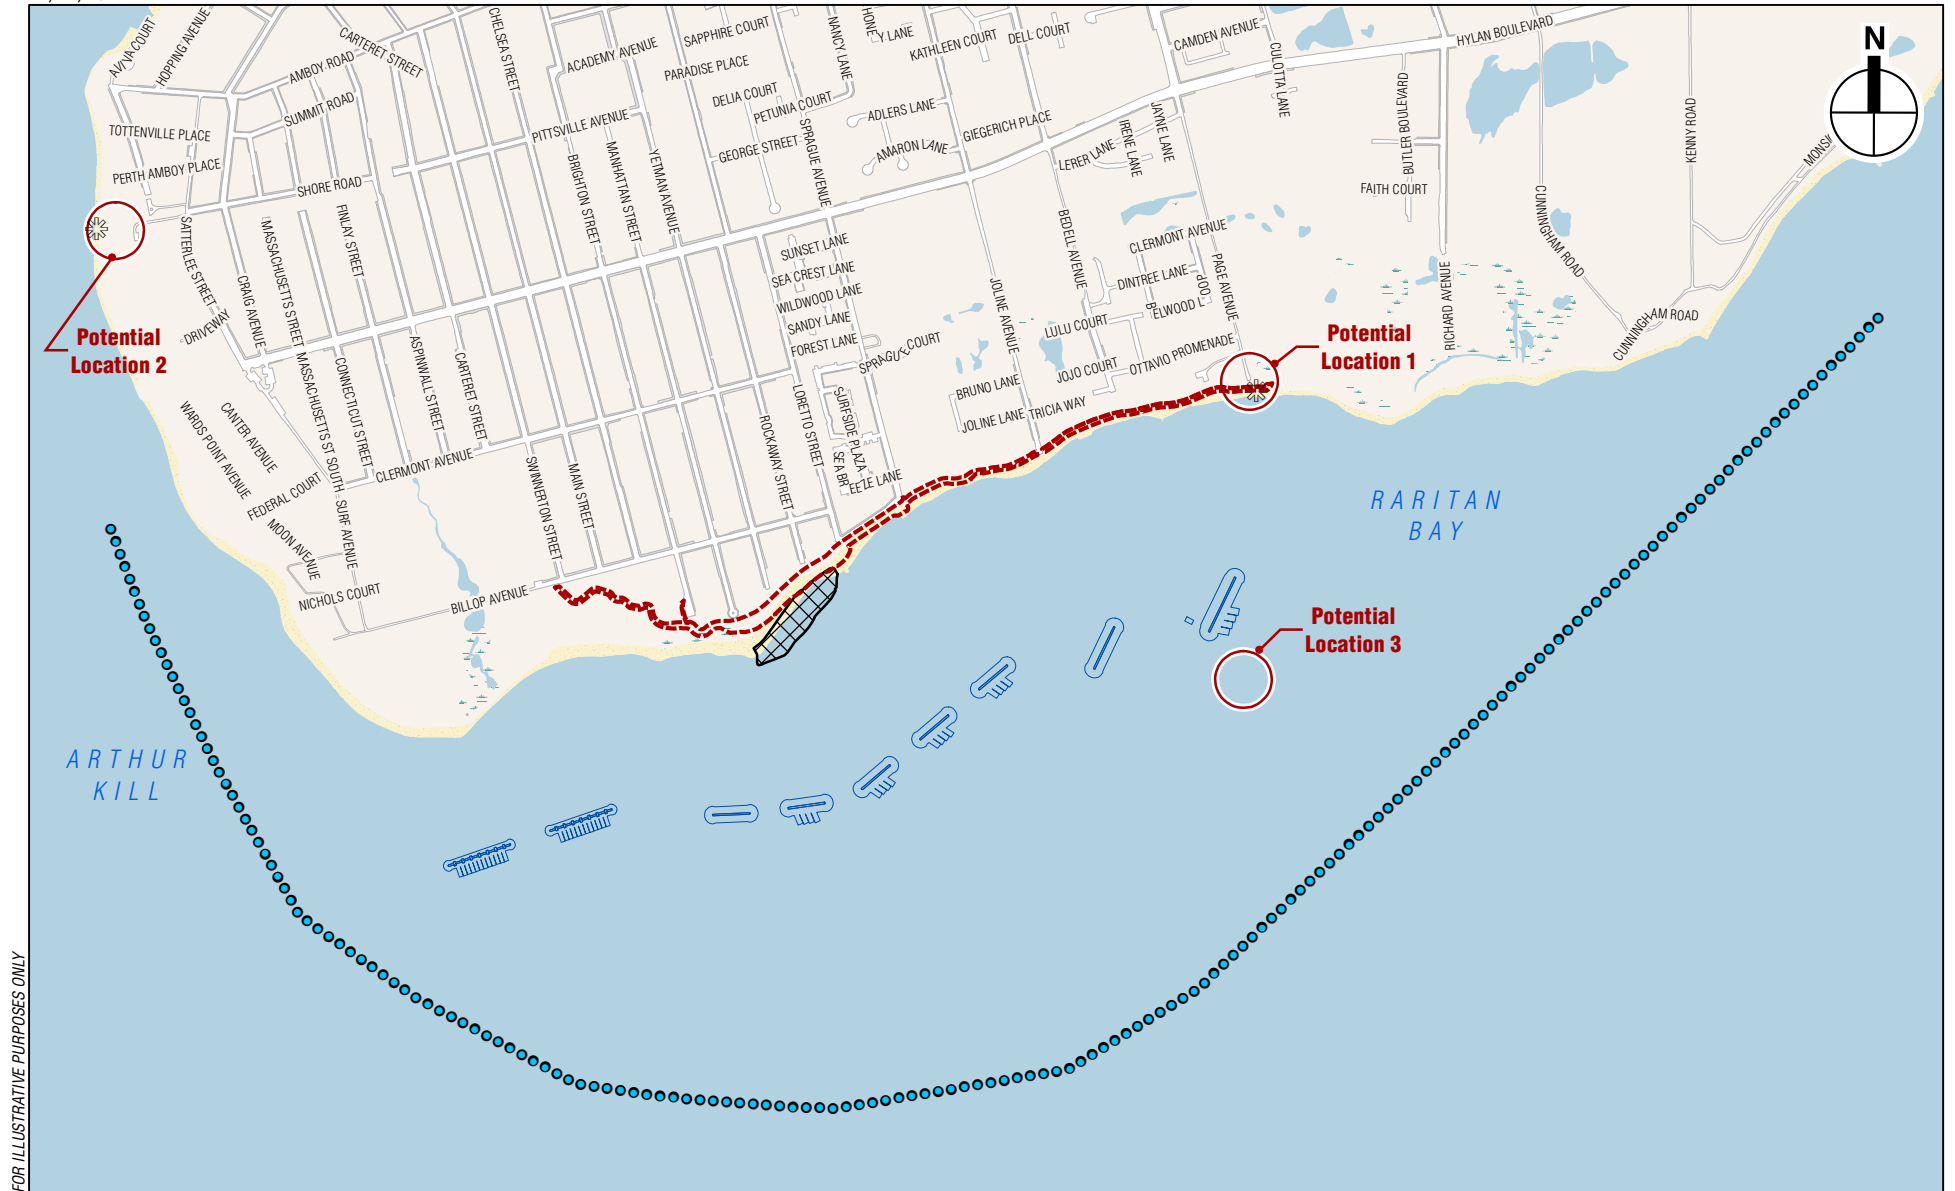 AVIVA COURT
HOPPING AVENUE
CARTERET STREET
AMBOY ROAD
SUMMIT ROAD
TOTTENVILLE PLACE
PERTH AMBOY PLACE
SHORE ROAD
CHELSEA STREET
ACADEMY AVENUE
SAPPHIRE COURT
PARADISE PLACE
DELIA COURT
PETUNIA COURT
PITTSVILLE AVENUE
GEORGE STREET
NANCY LANE
KATHLEEN COURT
DELL COURT
ADLERS LANE
AMARON LANE
GIEGERICH PLACE
CAMDEN AVENUE
CULOTTA LANE
HYLAN BOULEVARD
N
LERER LANE
IRENE LANE
JAYNE LANE
BUTLER BOULEVARD
FAITH COURT
KENNY ROAD
CUNNINGHAM ROAD
BRIGHTON STREET
MANHATTAN STREET
YETMAN AVENUE
SPRAGUE AVENUE
FINLAY STREET
MASSACHUSETTS STREET
SATTERLEE STREET
CRAIG AVENUE
DRIVEWAY
SUNSET LANE
SEA CREST LANE
WILDWOOD LANE
SANDY LANE
FOREST LANE
SPRAGUE COURT
BEDELL AVENUE
CLERMONT AVENUE
DINTREE LANE
PAGE AVENUE
LULU COURT
JOLINE AVENUE
JOJO COURT
OTTAVIO PROMENADE
BRUNO LANE
JOLINE LANE
TRICIA WAY
RICHARD AVENUE
CUNNINGHAM ROAD
Potential
Location 2
Potential
Location 1
ASPINWALL STREET
CARTERET STREET
CONNECTICUT STREET
MASSACHUSETTS ST SOUTH
SURF AVENUE
CANTER AVENUE
WARDS POINT AVENUE
FEDERAL COURT
MOON AVENUE
NICHOLS COURT
CLERMONT AVENUE
SWINNERTON STREET
MAIN STREET
BILLOP AVENUE
ROCKAWAY STREET
LORETTO STREET
SURFSIDE PLAZA
RARITAN
BAY
Potential
Location 3
ARTHUR
KILL
FOR ILLUSTRATIVE PURPOSES ONLY